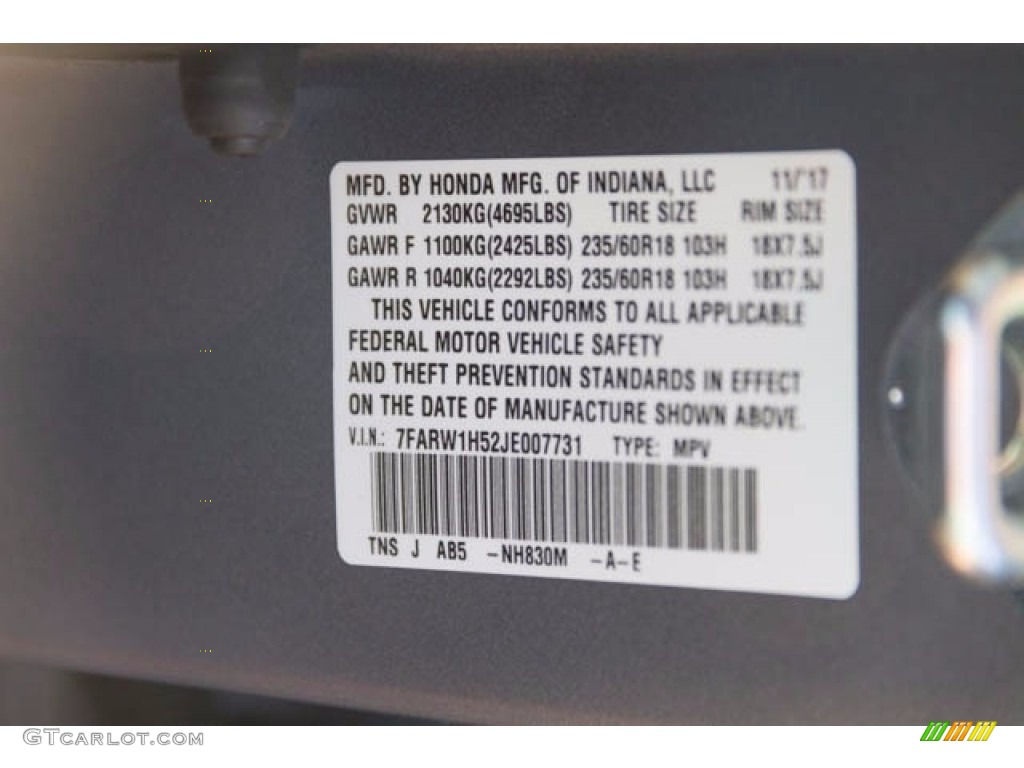 MFD. BY HONDA MFG. OF INDIANA, LLC 11/'17
GVWR 2130KG(4695LBS) TIRE SIZE RIM SIZE
GAWR F 1100KG(2425LBS) 235/60R18 103H 18X7.5J
GAWR R 1040KG(2292LBS) 235/60R18 103H 18X7.5J
THIS VEHICLE CONFORMS TO ALL APPLICABLE
FEDERAL MOTOR VEHICLE SAFETY
AND THEFT PREVENTION STANDARDS IN EFFECT
ON THE DATE OF MANUFACTURE SHOWN ABOVE.
V.I.N.: 7FARW1H52JE007731 TYPE: MPV
TNS J AB5 -NH830M -A-E
GTCARLOT.COM